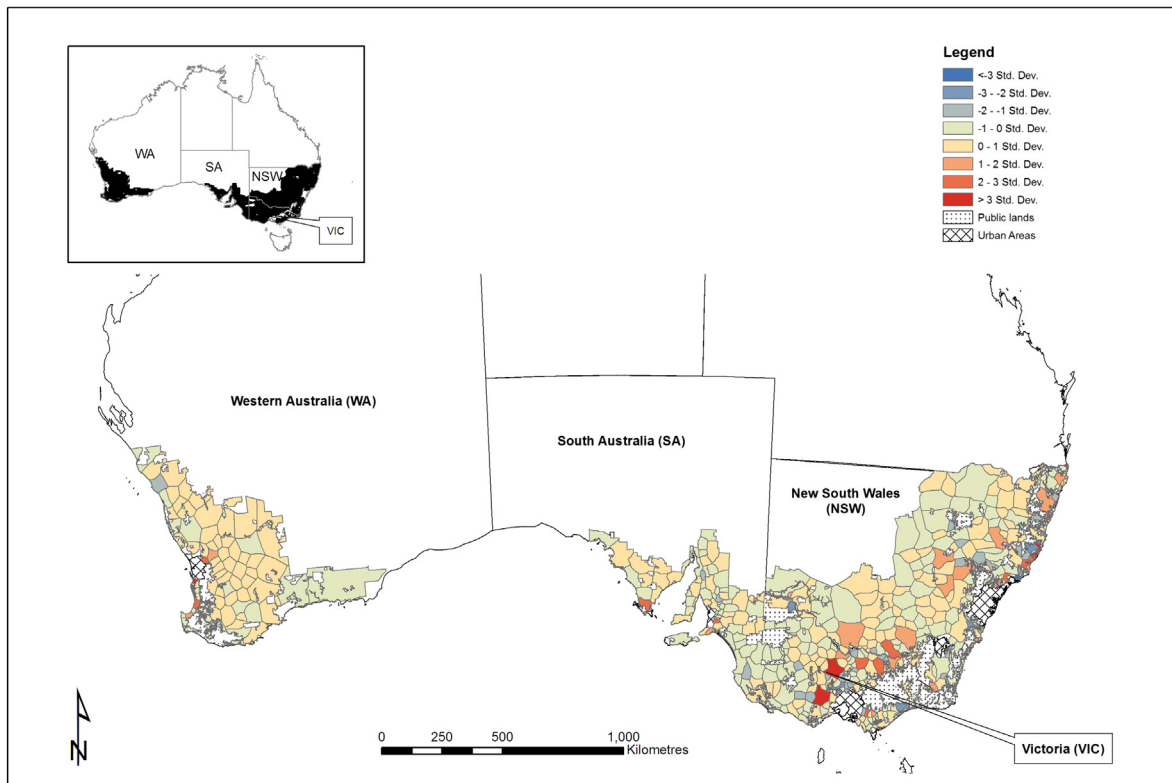 WA
SA
NSW
VIC
Legend
<-3 Std. Dev.
-3 - -2 Std. Dev.
-2 - -1 Std. Dev.
-1 - 0 Std. Dev.
0 - 1 Std. Dev.
1 - 2 Std. Dev.
2 - 3 Std. Dev.
> 3 Std. Dev.
Public lands
Urban Areas
Western Australia (WA)
South Australia (SA)
New South Wales
(NSW)
N
0 250 500 1,000
Kilometres
Victoria (VIC)